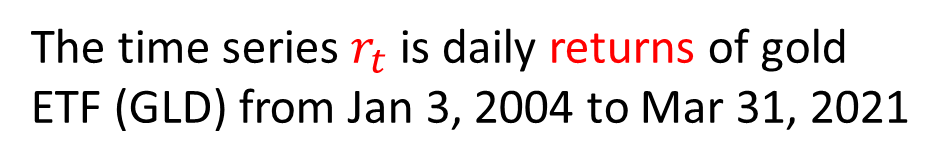 The time series r_t is daily returns of gold
ETF (GLD) from Jan 3, 2004 to Mar 31, 2021